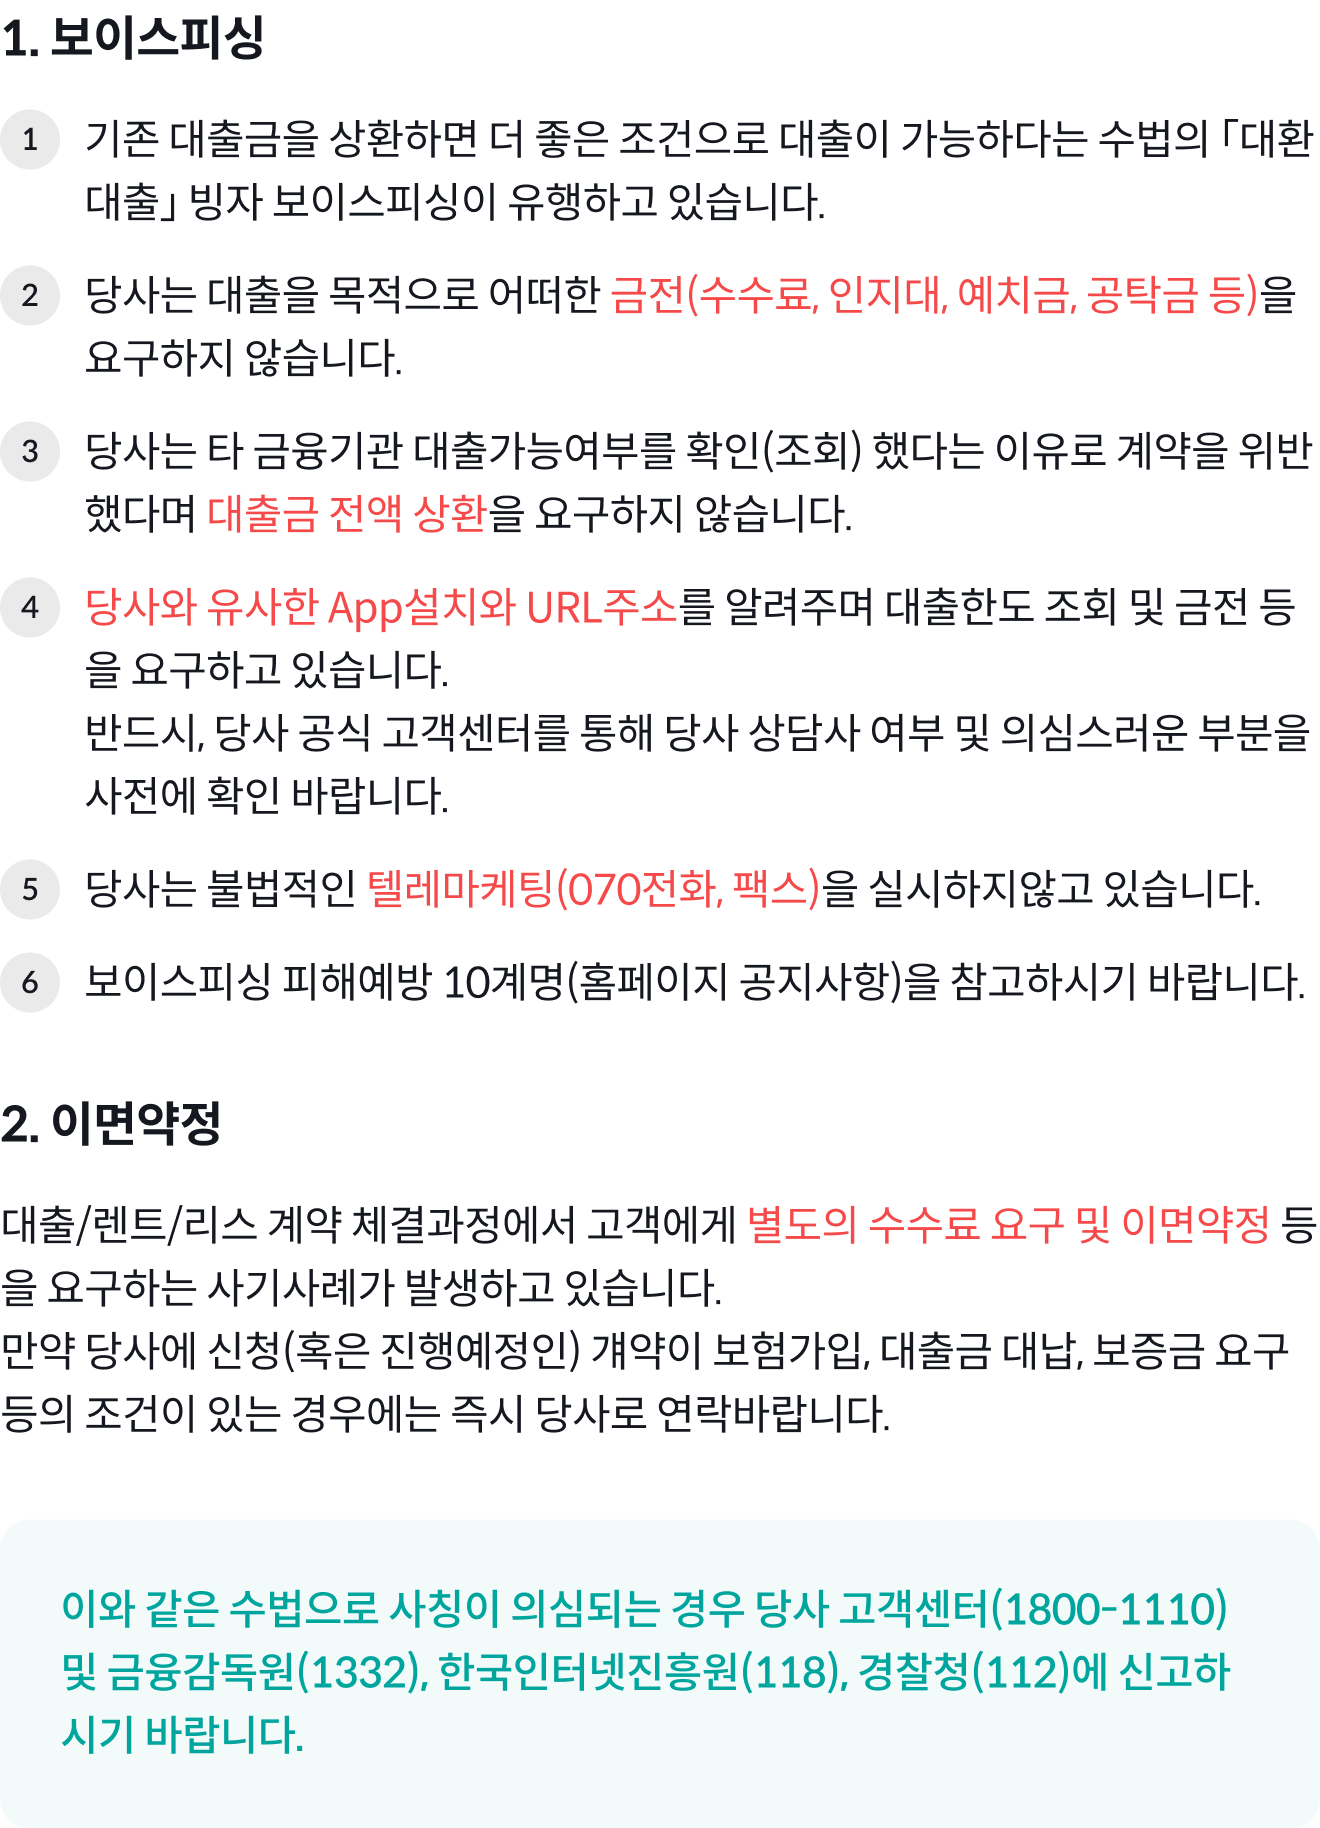 1. 보이스피싱
1 기존 대출금을 상환하면 더 좋은 조건으로 대출이 가능하다는 수법의 「대환
대출」 빙자 보이스피싱이 유행하고 있습니다.
2 당사는 대출을 목적으로 어떠한 금전(수수료, 인지대, 예치금, 공탁금 등)을
요구하지 않습니다.
3 당사는 타 금융기관 대출가능여부를 확인(조회) 했다는 이유로 계약을 위반
했다며 대출금 전액 상환을 요구하지 않습니다.
4 당사와 유사한 App설치와 URL주소를 알려주며 대출한도 조회 및 금전 등
을 요구하고 있습니다.
반드시, 당사 공식 고객센터를 통해 당사 상담사 여부 및 의심스러운 부분을
사전에 확인 바랍니다.
5 당사는 불법적인 텔레마케팅(070전화, 팩스)을 실시하지않고 있습니다.
6 보이스피싱 피해예방 10계명(홈페이지 공지사항)을 참고하시기 바랍니다.
2. 이면약정
대출/렌트/리스 계약 체결과정에서 고객에게 별도의 수수료 요구 및 이면약정 등
을 요구하는 사기사례가 발생하고 있습니다.
만약 당사에 신청(혹은 진행예정인) 걔약이 보험가입, 대출금 대납, 보증금 요구
등의 조건이 있는 경우에는 즉시 당사로 연락바랍니다.
이와 같은 수법으로 사칭이 의심되는 경우 당사 고객센터(1800-1110)
및 금융감독원(1332), 한국인터넷진흥원(118), 경찰청(112)에 신고하
시기 바랍니다.